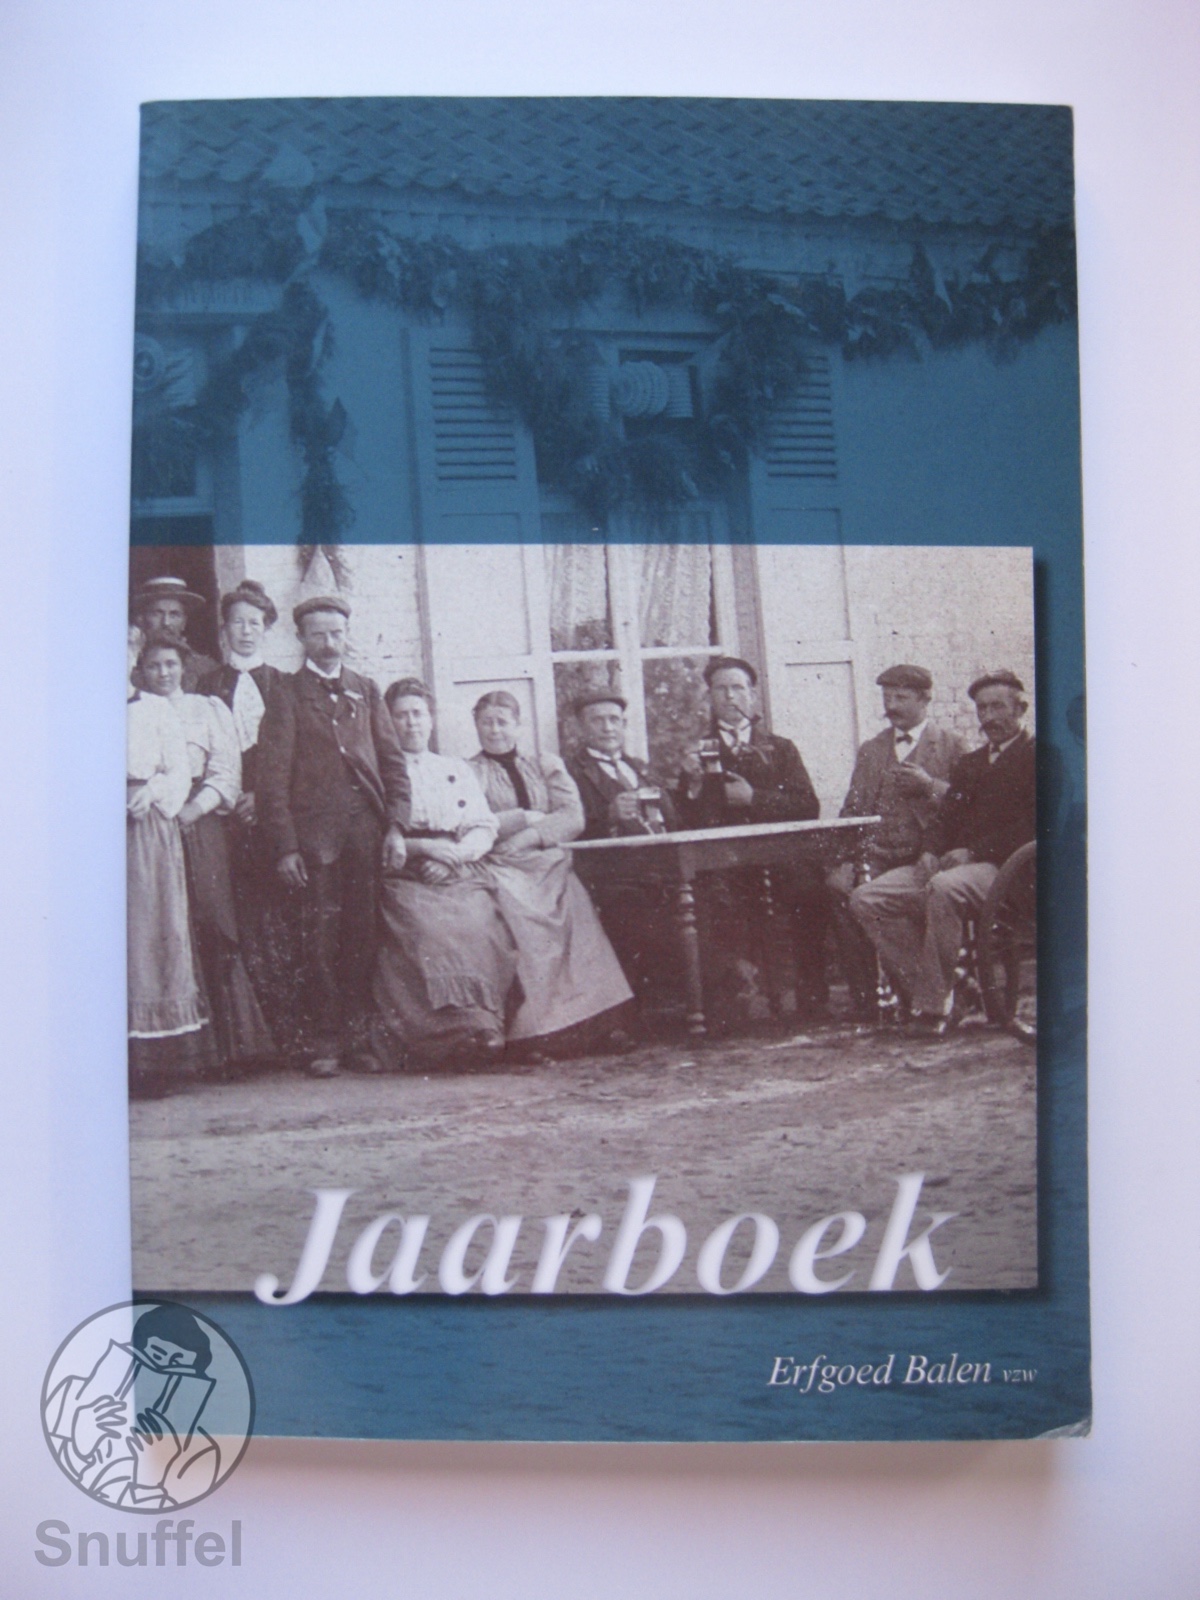 Jaarboek
Erfgoed Balen vzw
Snuffel